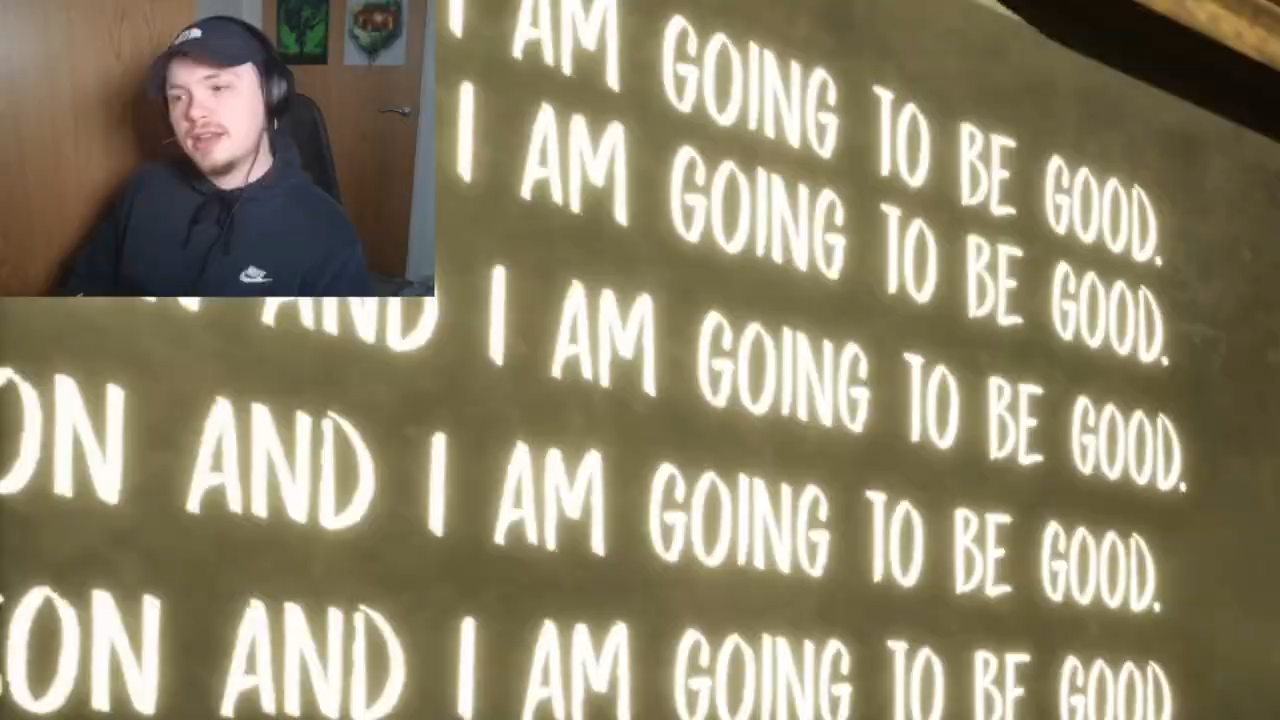 I AM GOING TO BE GOOD.
I AM GOING TO BE GOOD.
AND I AM GOING TO BE GOOD.
ON AND I AM GOING TO BE GOOD.
ON AND I AM GOING TO BE GOOD